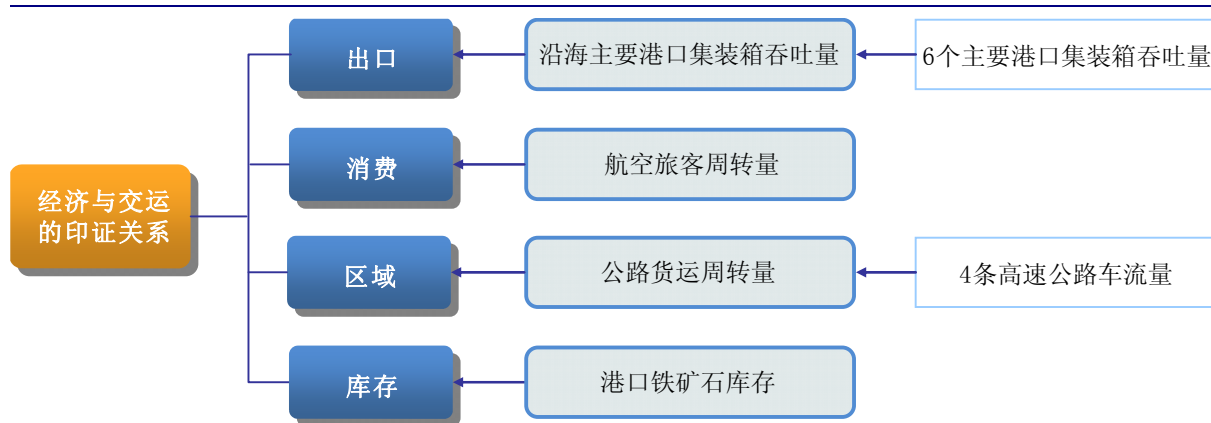 出口
沿海主要港口集装箱吞吐量
6个主要港口集装箱吞吐量
消费
航空旅客周转量
经济与交运
的印证关系
区域
公路货运周转量
4条高速公路车流量
库存
港口铁矿石库存